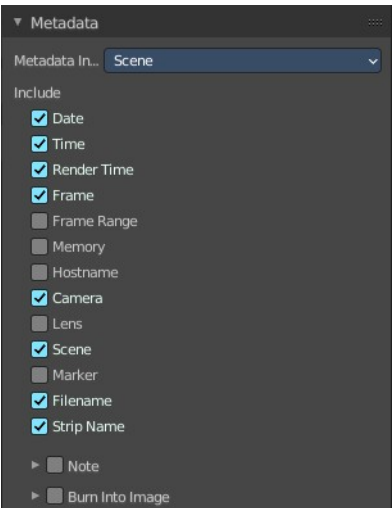 Metadata
Metadata In... Scene
Include
Date
Time
Render Time
Frame
Frame Range
Memory
Hostname
Camera
Lens
Scene
Marker
Filename
Strip Name
Note
Burn Into Image